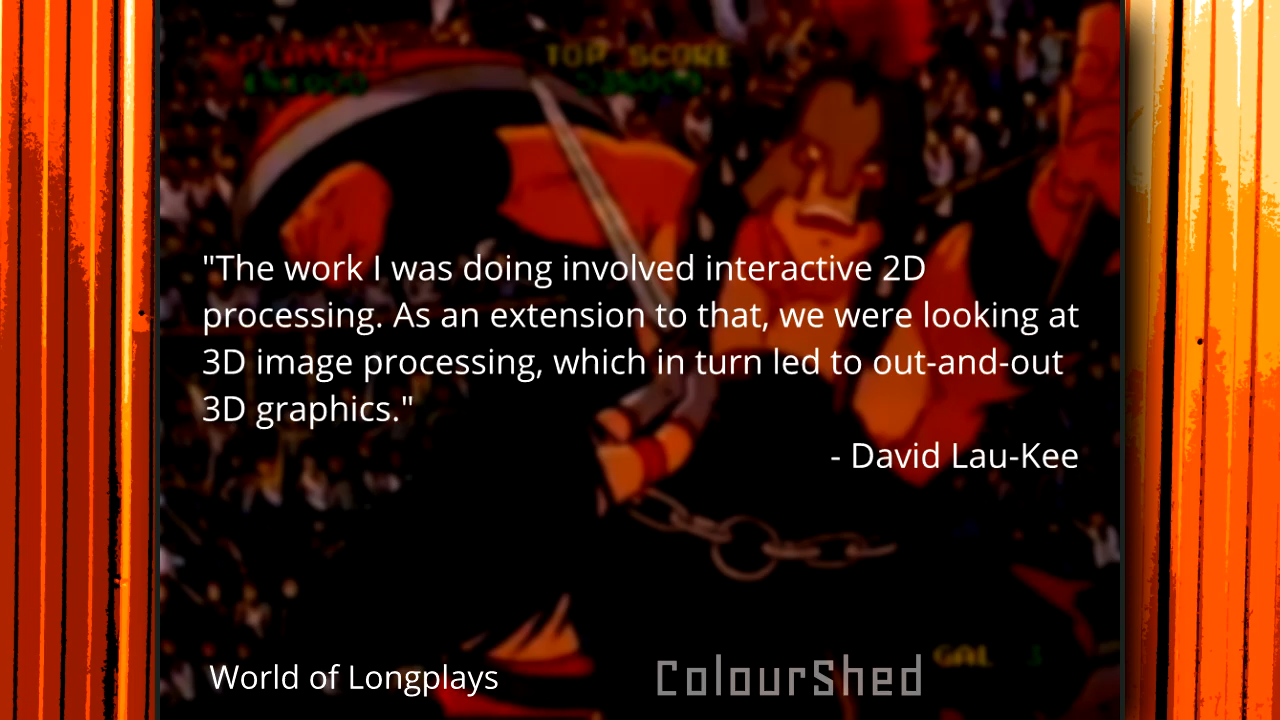 TOP SCORE
"The work I was doing involved interactive 2D
processing. As an extension to that, we were looking at
3D image processing, which in turn led to out-and-out
3D graphics."
- David Lau-Kee
GAL 3
World of Longplays
ColourShed